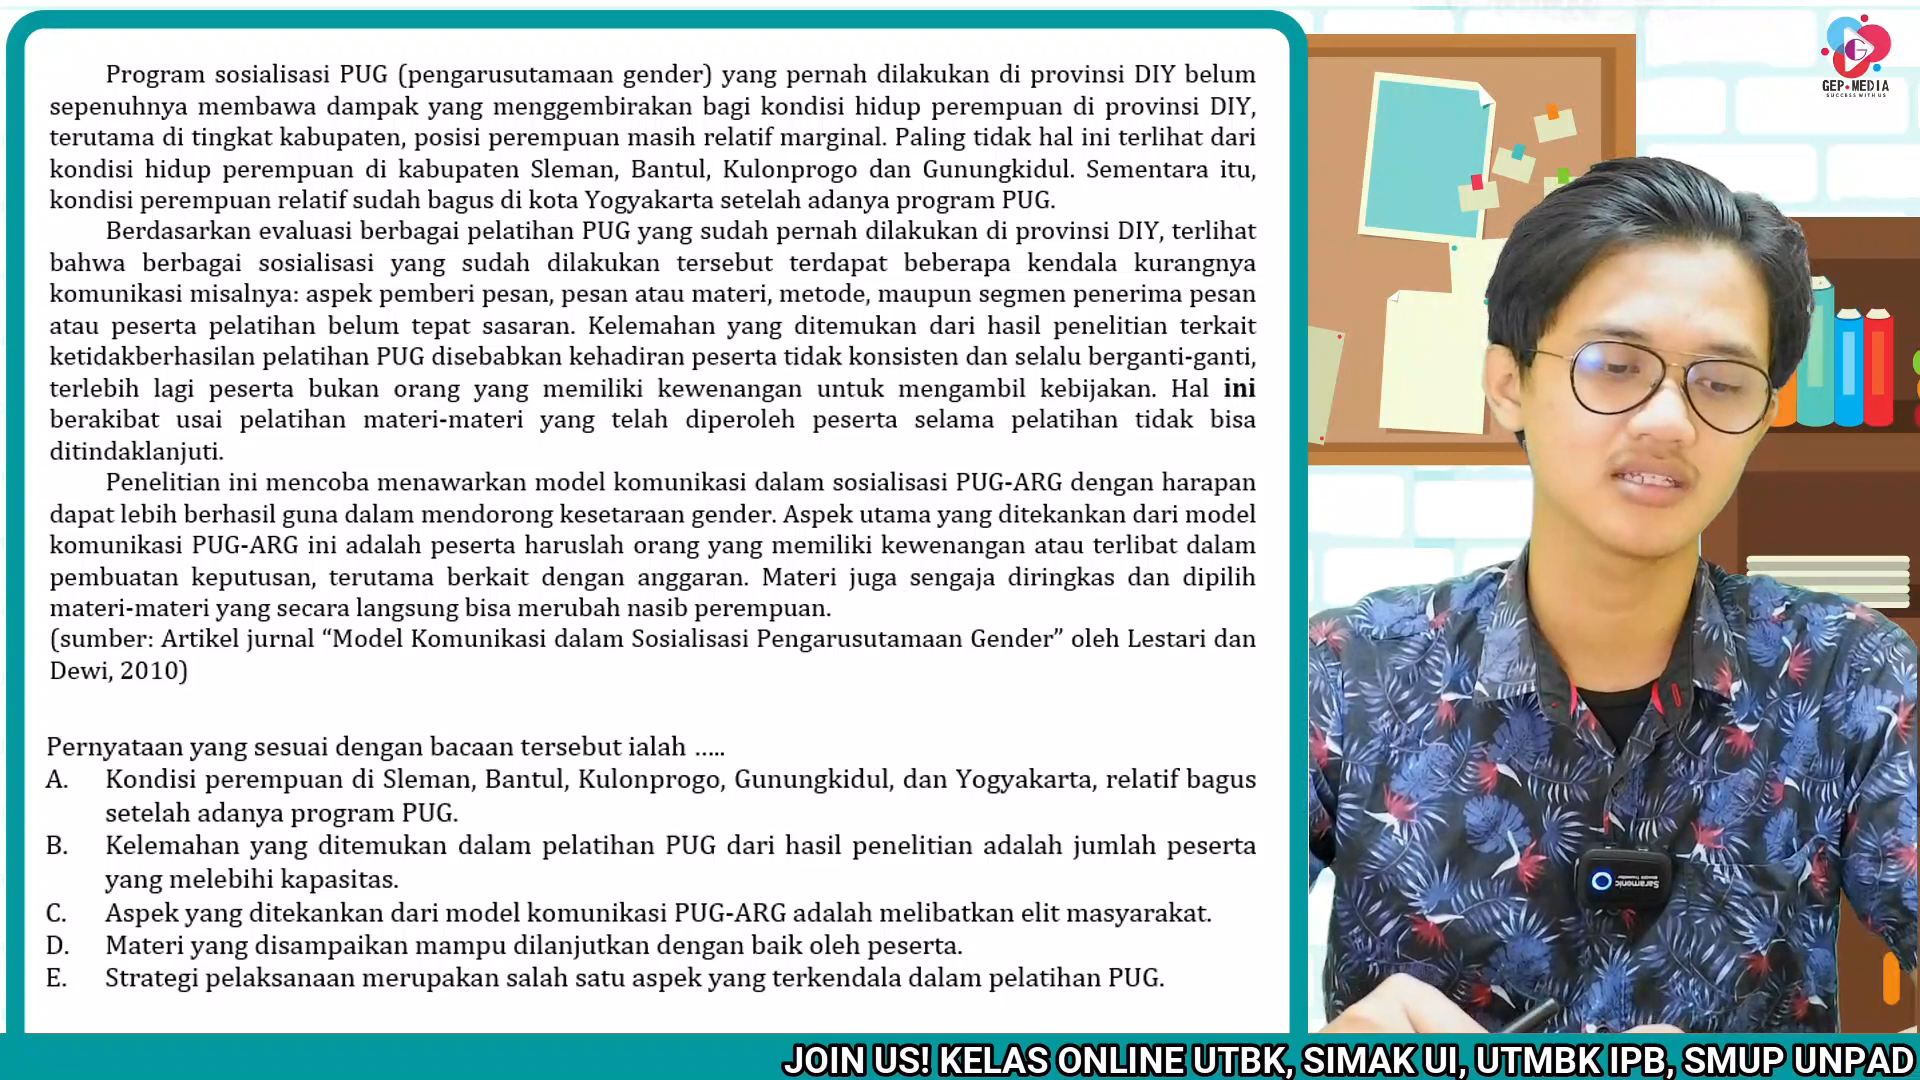 Program sosialisasi PUG (pengarusutamaan gender) yang pernah dilakukan di provinsi DIY belum
sepenuhnya membawa dampak yang menggembirakan bagi kondisi hidup perempuan di provinsi DIY,
terutama di tingkat kabupaten, posisi perempuan masih relatif marginal. Paling tidak hal ini terlihat dari
kondisi hidup perempuan di kabupaten Sleman, Bantul, Kulonprogo dan Gunungkidul. Sementara itu,
kondisi perempuan relatif sudah bagus di kota Yogyakarta setelah adanya program PUG.
Berdasarkan evaluasi berbagai pelatihan PUG yang sudah pernah dilakukan di provinsi DIY, terlihat
bahwa berbagai sosialisasi yang sudah dilakukan tersebut terdapat beberapa kendala kurangnya
komunikasi misalnya: aspek pemberi pesan, pesan atau materi, metode, maupun segmen penerima pesan
atau peserta pelatihan belum tepat sasaran. Kelemahan yang ditemukan dari hasil penelitian terkait
ketidakberhasilan pelatihan PUG disebabkan kehadiran peserta tidak konsisten dan selalu berganti-ganti,
terlebih lagi peserta bukan orang yang memiliki kewenangan untuk mengambil kebijakan. Hal ini
berakibat usai pelatihan materi-materi yang telah diperoleh peserta selama pelatihan tidak bisa
ditindaklanjuti.
Penelitian ini mencoba menawarkan model komunikasi dalam sosialisasi PUG-ARG dengan harapan
dapat lebih berhasil guna dalam mendorong kesetaraan gender. Aspek utama yang ditekankan dari model
komunikasi PUG-ARG ini adalah peserta haruslah orang yang memiliki kewenangan atau terlibat dalam
pembuatan keputusan, terutama berkait dengan anggaran. Materi juga sengaja diringkas dan dipilih
materi-materi yang secara langsung bisa merubah nasib perempuan.
(sumber: Artikel jurnal “Model Komunikasi dalam Sosialisasi Pengarusutamaan Gender” oleh Lestari dan
Dewi, 2010)
Pernyataan yang sesuai dengan bacaan tersebut ialah .....
A. Kondisi perempuan di Sleman, Bantul, Kulonprogo, Gunungkidul, dan Yogyakarta, relatif bagus
setelah adanya program PUG.
B. Kelemahan yang ditemukan dalam pelatihan PUG dari hasil penelitian adalah jumlah peserta
yang melebihi kapasitas.
C. Aspek yang ditekankan dari model komunikasi PUG-ARG adalah melibatkan elit masyarakat.
D. Materi yang disampaikan mampu dilanjutkan dengan baik oleh peserta.
E. Strategi pelaksanaan merupakan salah satu aspek yang terkendala dalam pelatihan PUG.
G
GEP MEDIA
SUCCESS WITH US
Saramonic
JOIN US! KELAS ONLINE UTBK, SIMAK UI, UTMBK IPB, SMUP UNPAD